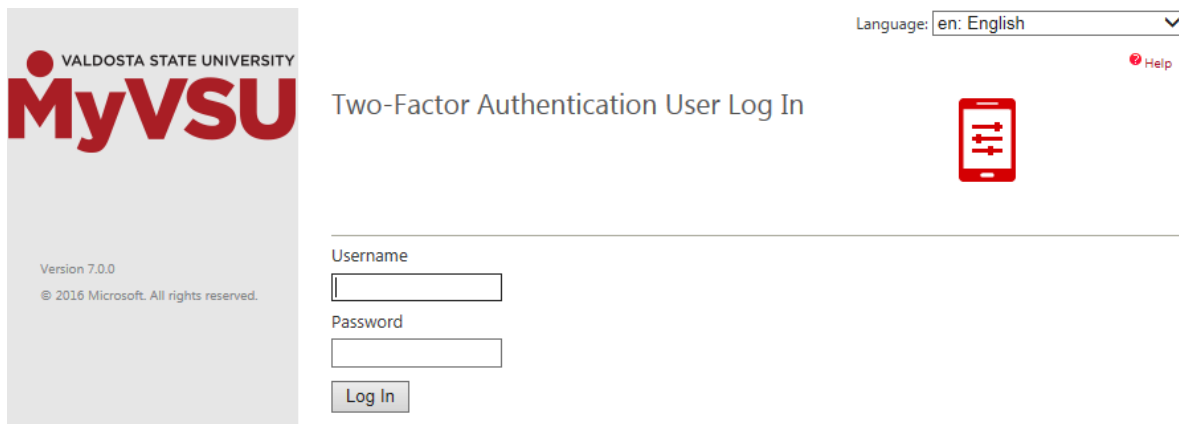 Language: en: English
VALDOSTA STATE UNIVERSITY
MyVSU
Help
Two-Factor Authentication User Log In
Version 7.0.0
© 2016 Microsoft. All rights reserved.
Username
Password
Log In